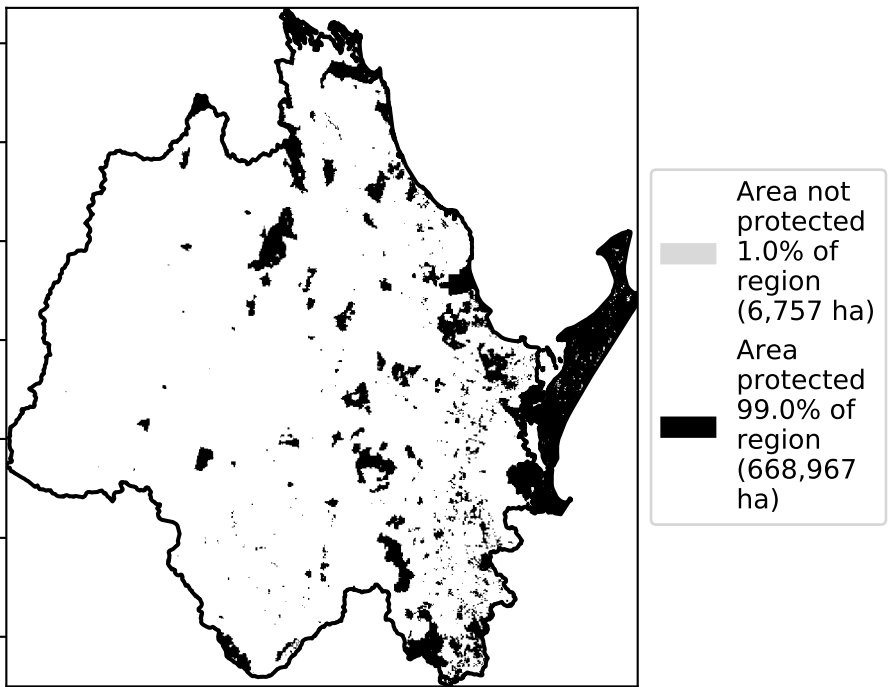 Area not
protected
1.0% of
region
(6,757 ha)
Area
protected
99.0% of
region
(668,967
ha)